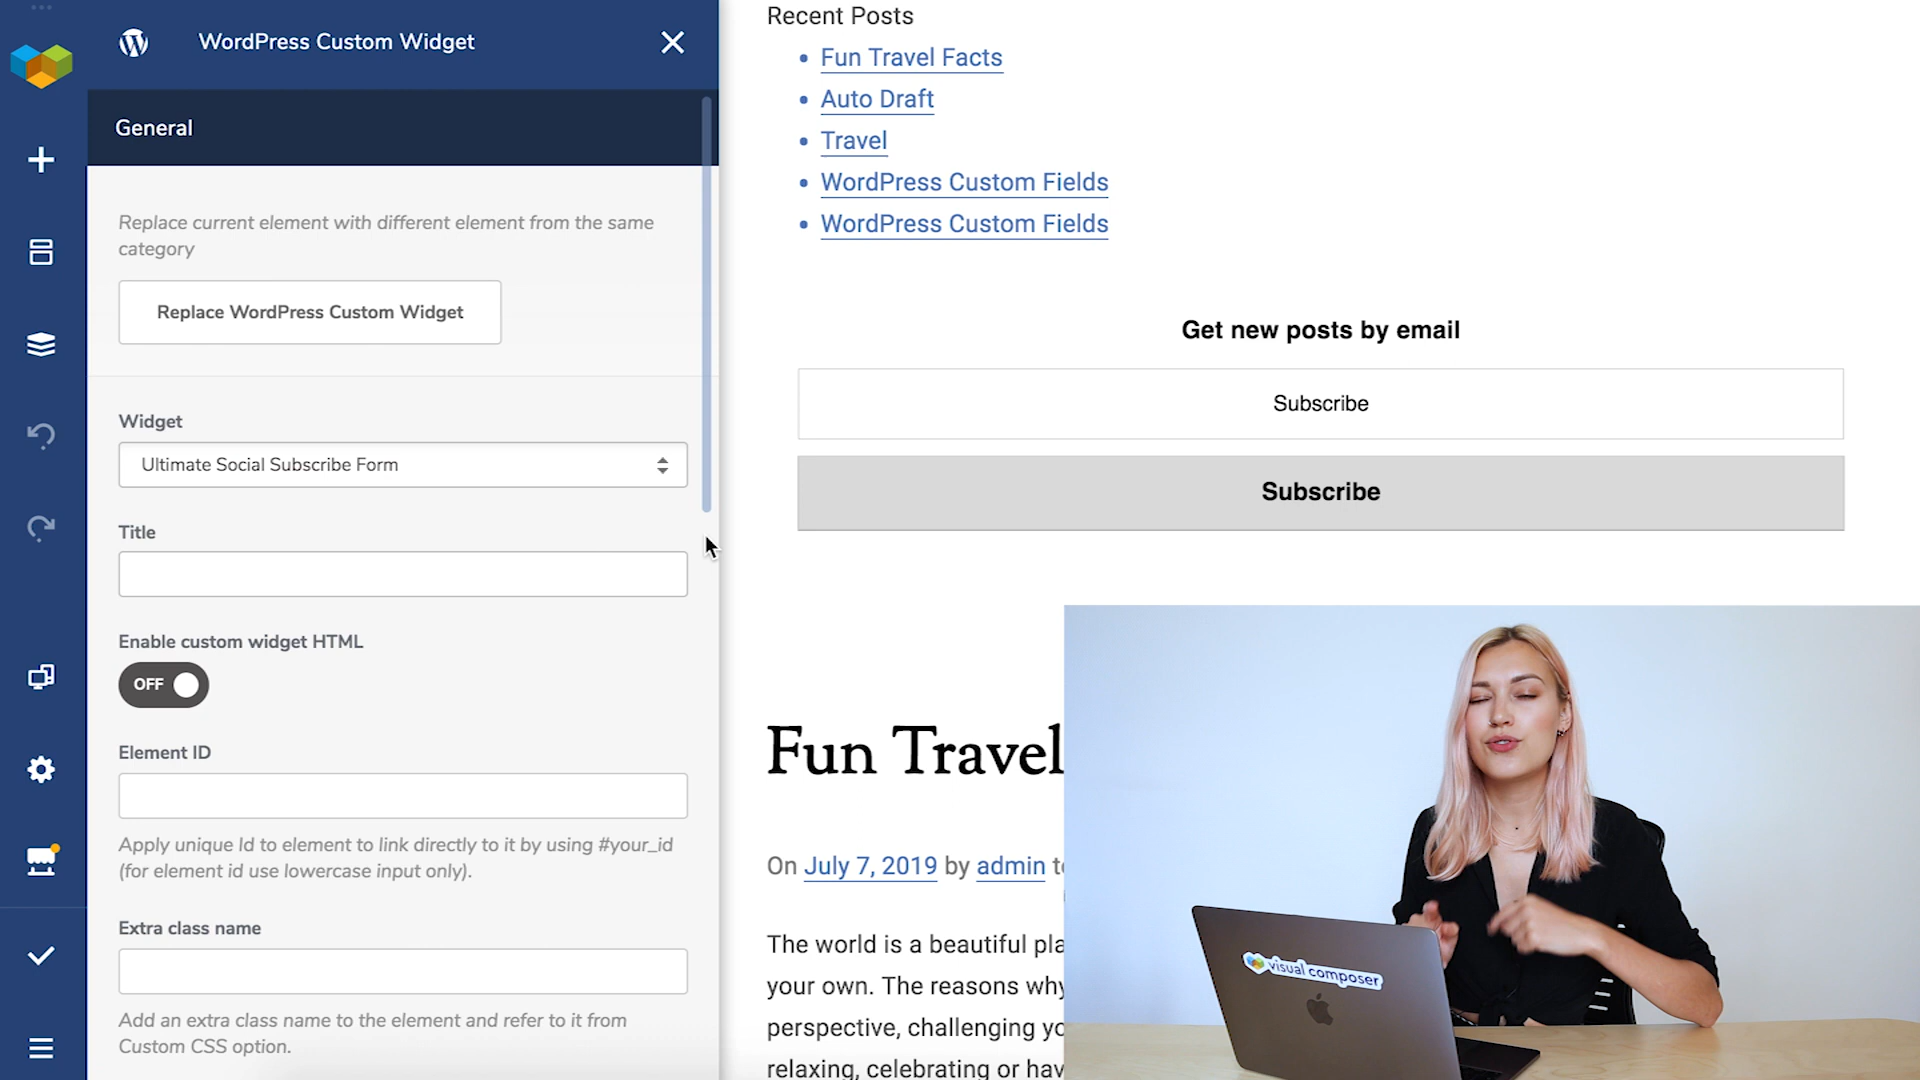 WordPress Custom Widget
General
Replace current element with different element from the same
category
Replace WordPress Custom Widget
Widget
Ultimate Social Subscribe Form
Title
Enable custom widget HTML
OFF
Element ID
Apply unique Id to element to link directly to it by using #your_id
(for element id use lowercase input only).
Extra class name
Add an extra class name to the element and refer to it from
Custom CSS option.
Recent Posts
Fun Travel Facts
Auto Draft
Travel
WordPress Custom Fields
WordPress Custom Fields
Get new posts by email
Subscribe
Subscribe
Fun Travel
On July 7, 2019 by admin
The world is a beautiful
your own. The reasons why
perspective, challenging
relaxing, celebrating or
visual composer